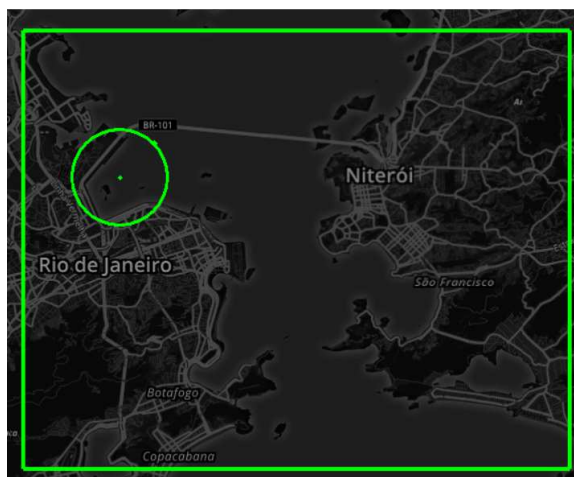 BR-101
Niterói
Rio de Janeiro
São Francisco
Botafogo
Copacabana